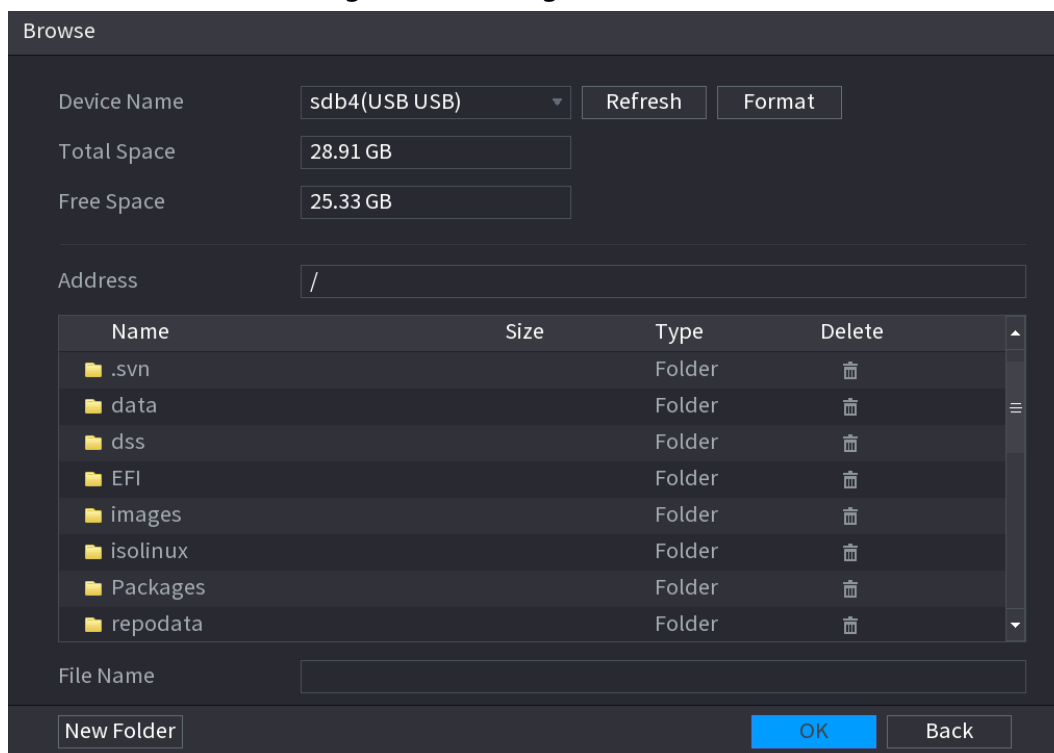 Browse
Device Name sdb4(USB USB) Refresh Format
Total Space 28.91 GB
Free Space 25.33 GB
Address /
Name Size Type Delete
.svn Folder
data Folder
dss Folder
EFI Folder
images Folder
isolinux Folder
Packages Folder
repodata Folder
File Name
New Folder OK Back